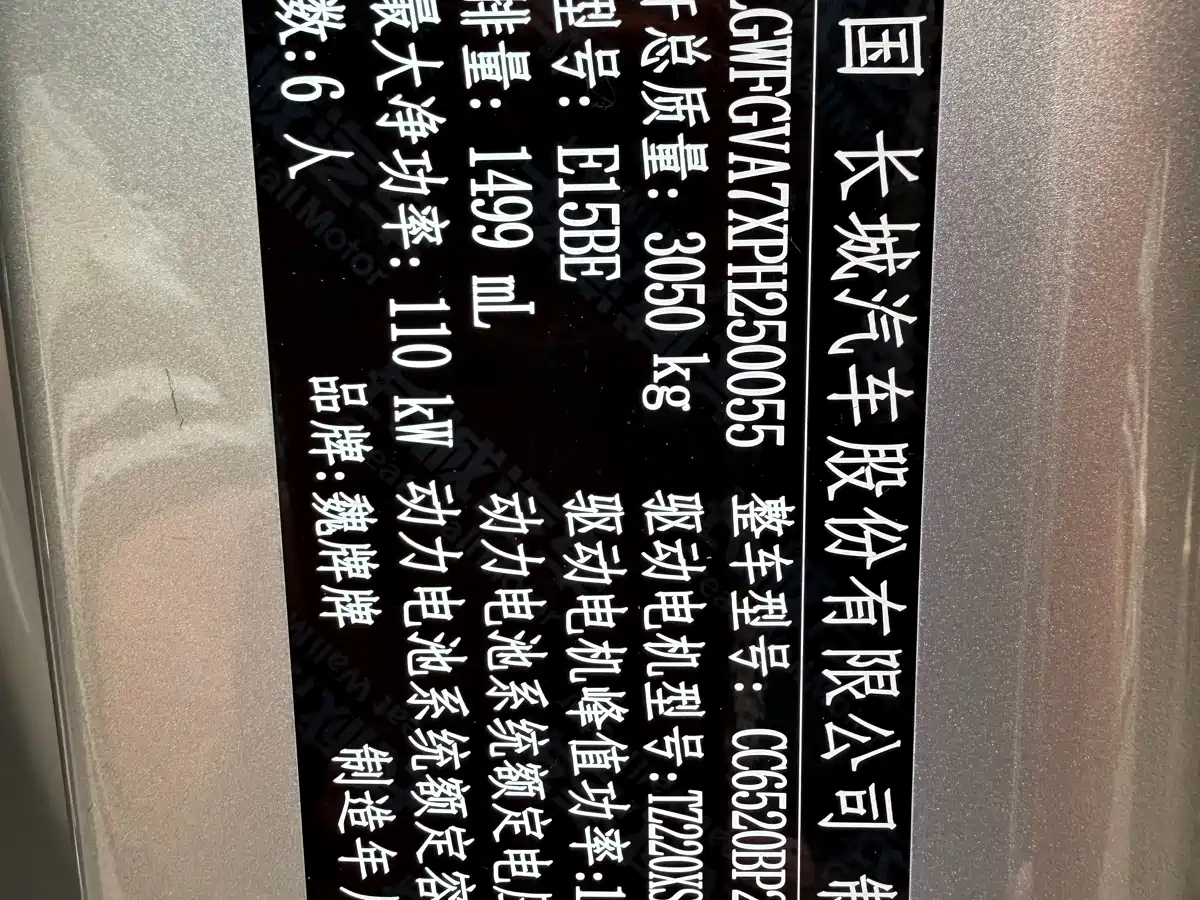 国 长城汽车股份有限公司
LGWFGVA7XPH250055 整车型号: CC6520BP2
总质量: 3050 kg 驱动电机型号:TZ220XS
型号: E15BE 驱动电机峰值功率:1
排量: 1499 mL 动力电池系统额定电
最大净功率: 110 kW 动力电池系统额定容
数:6 人 品牌:魏牌牌 制造年